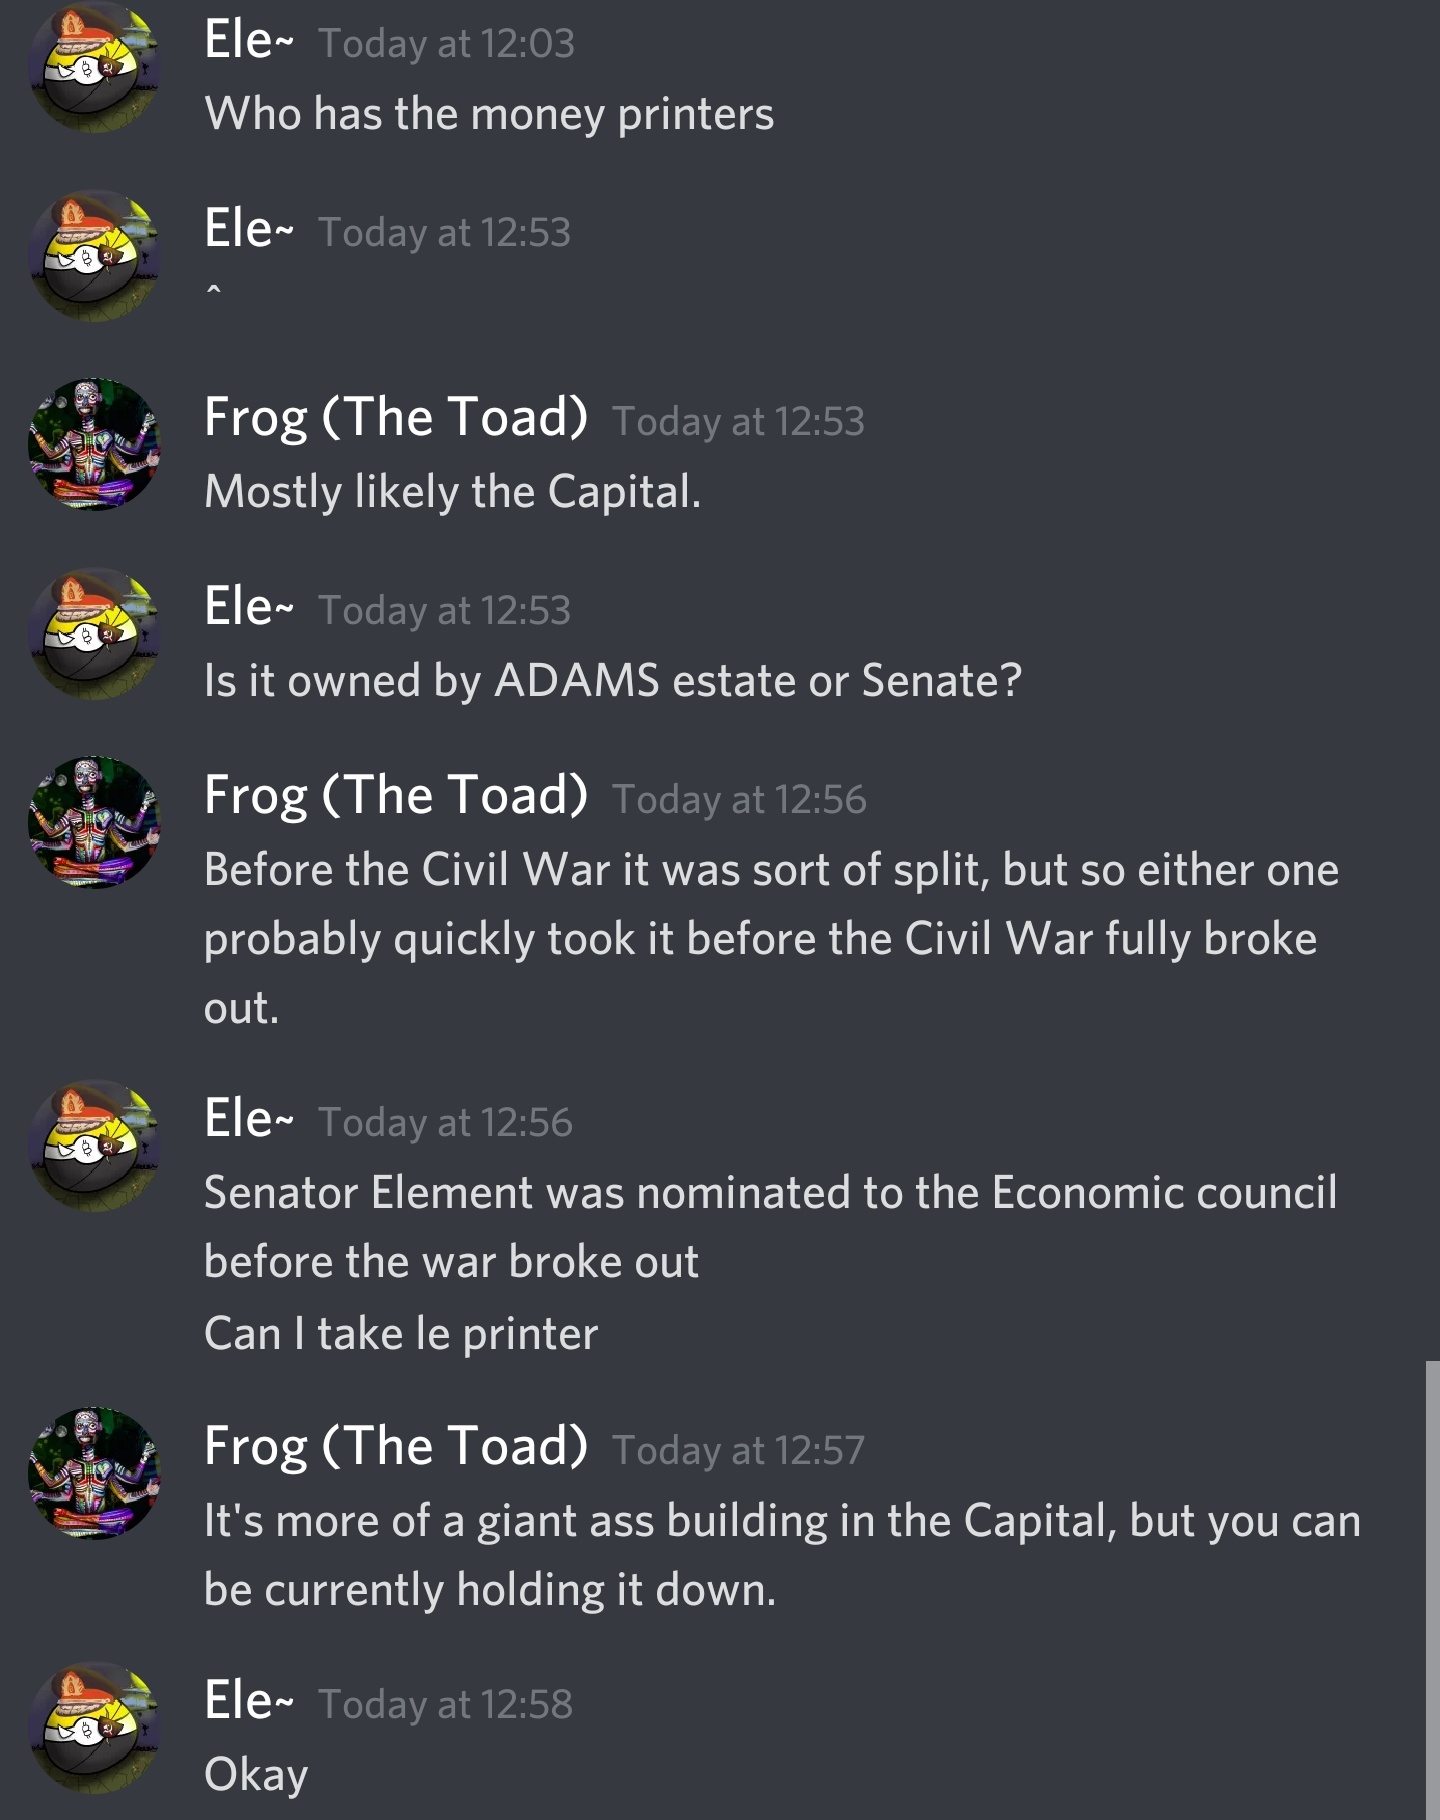 Ele~ Today at 12:03
Who has the money printers
Ele~ Today at 12:53
^
Frog (The Toad) Today at 12:53
Mostly likely the Capital.
Ele~ Today at 12:53
Is it owned by ADAMS estate or Senate?
Frog (The Toad) Today at 12:56
Before the Civil War it was sort of split, but so either one
probably quickly took it before the Civil War fully broke
out.
Ele~ Today at 12:56
Senator Element was nominated to the Economic council
before the war broke out
Can I take le printer
Frog (The Toad) Today at 12:57
It's more of a giant ass building in the Capital, but you can
be currently holding it down.
Ele~ Today at 12:58
Okay